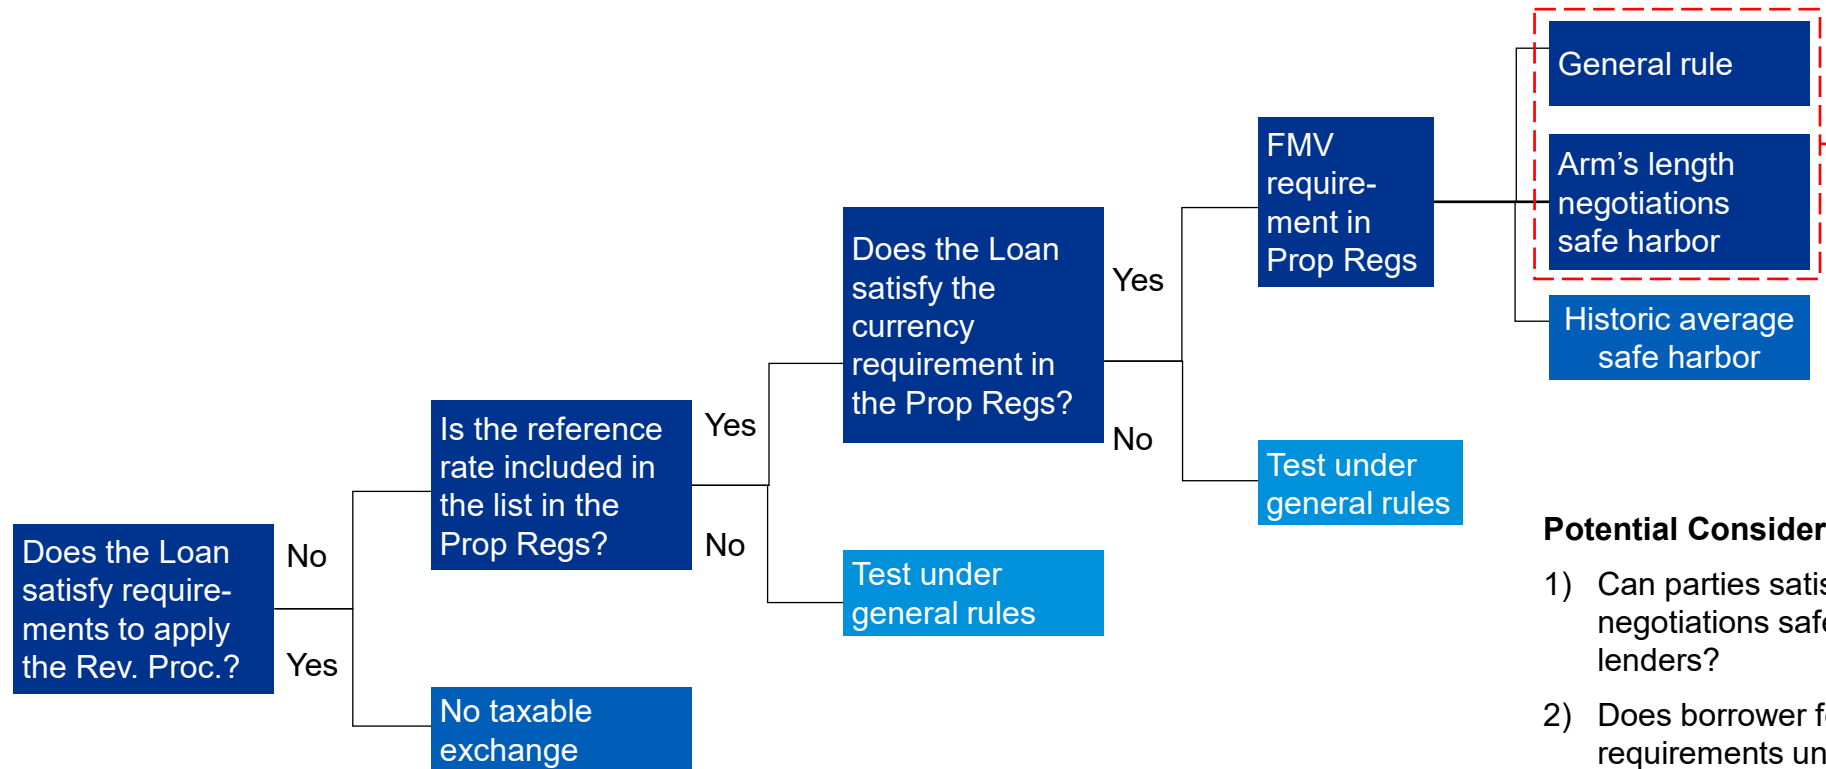 General rule
Arm’s length
negotiations
safe harbor
Historic average
safe harbor
FMV
require-
ment in
Prop Regs
Does the Loan
satisfy the
currency
requirement in
the Prop Regs?
Yes
No
Test under
general rules
Is the reference
rate included in
the list in the
Prop Regs?
Yes
No
Test under
general rules
Does the Loan
satisfy require-
ments to apply
the Rev. Proc.?
No
Yes
No taxable
exchange
Potential
1) Can parties
negotiations
lenders?
2) Does borrower
requirements